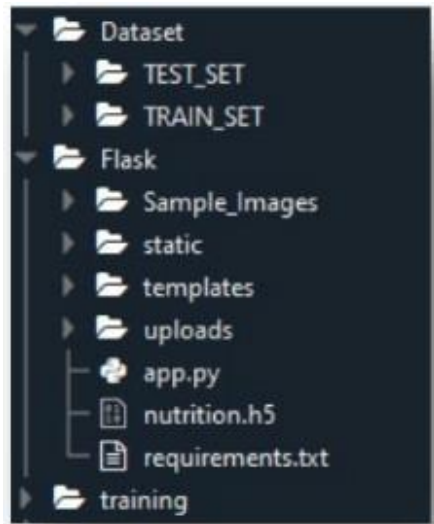 Dataset
TEST_SET
TRAIN_SET
Flask
Sample_Images
static
templates
uploads
app.py
nutrition.h5
requirements.txt
training